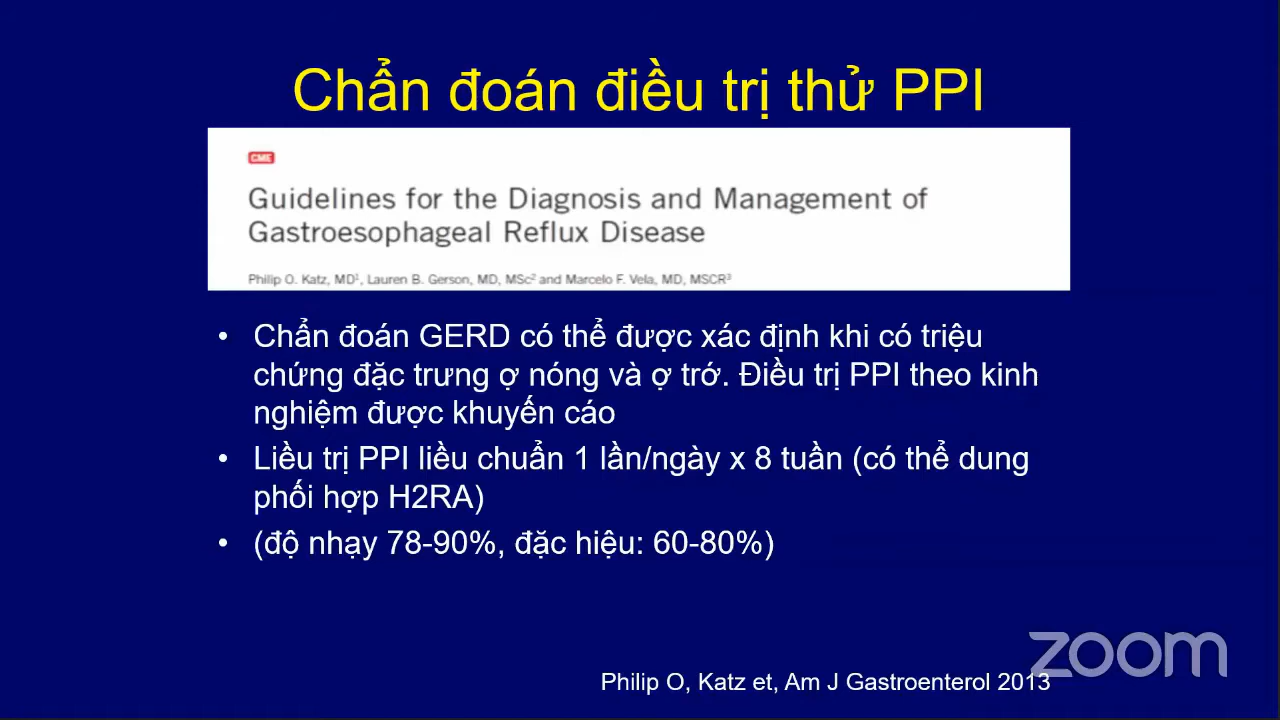 Chẩn đoán điều trị thử PPI
CME
Guidelines for the Diagnosis and Management of
Gastroesophageal Reflux Disease
Philip O. Katz, MD¹, Lauren B. Gerson, MD, MSc² and Marcelo F. Vela, MD, MSCR³
• Chẩn đoán GERD có thể được xác định khi có triệu
chứng đặc trưng ợ nóng và ợ trớ. Điều trị PPI theo kinh
nghiệm được khuyến cáo
• Liều trị PPI liều chuẩn 1 lần/ngày x 8 tuần (có thể dung
phối hợp H2RA)
• (độ nhạy 78-90%, đặc hiệu: 60-80%)
zoom
Philip O, Katz et, Am J Gastroenterol 2013